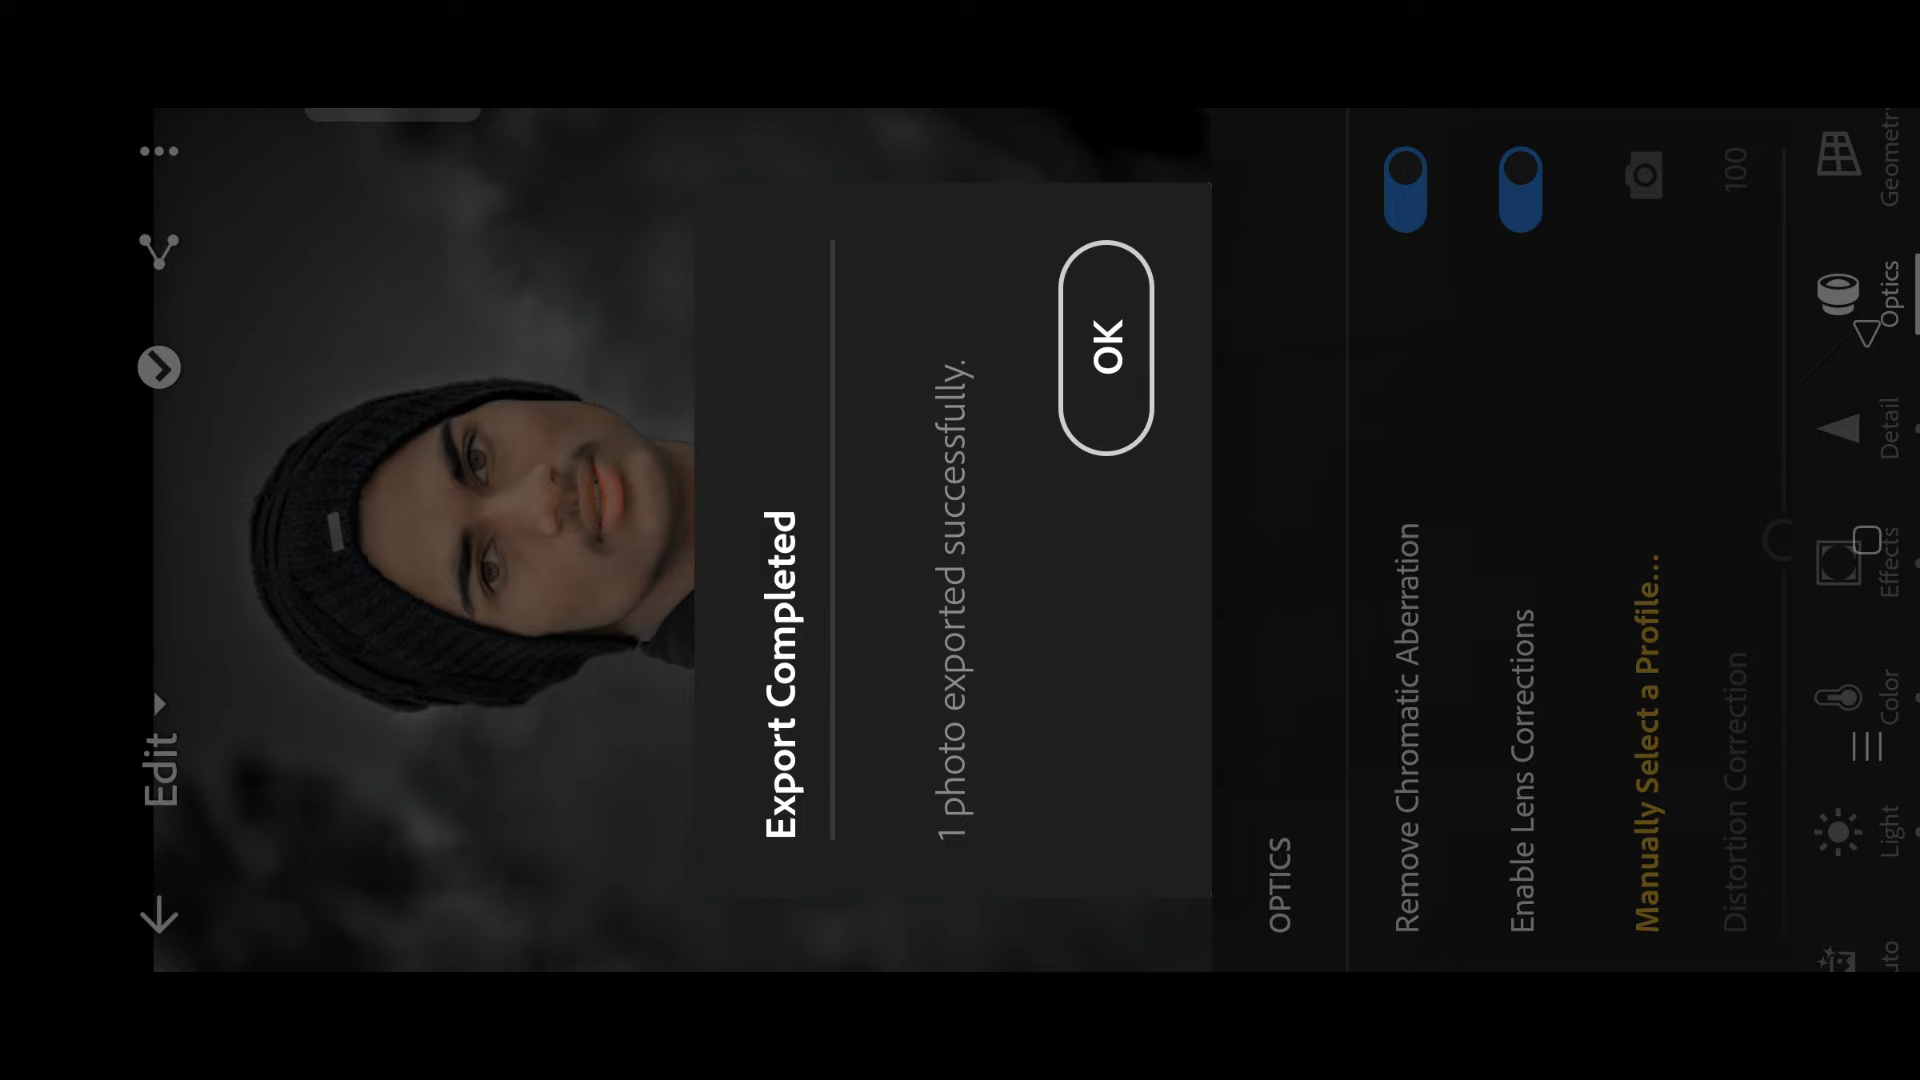 Edit
Export Completed
1 photo exported successfully.
OK
OPTICS
Remove Chromatic Aberration
Enable Lens Corrections
Manually Select a Profile...
Distortion Correction 100
uto Light Color Effects Detail Optics Geometr